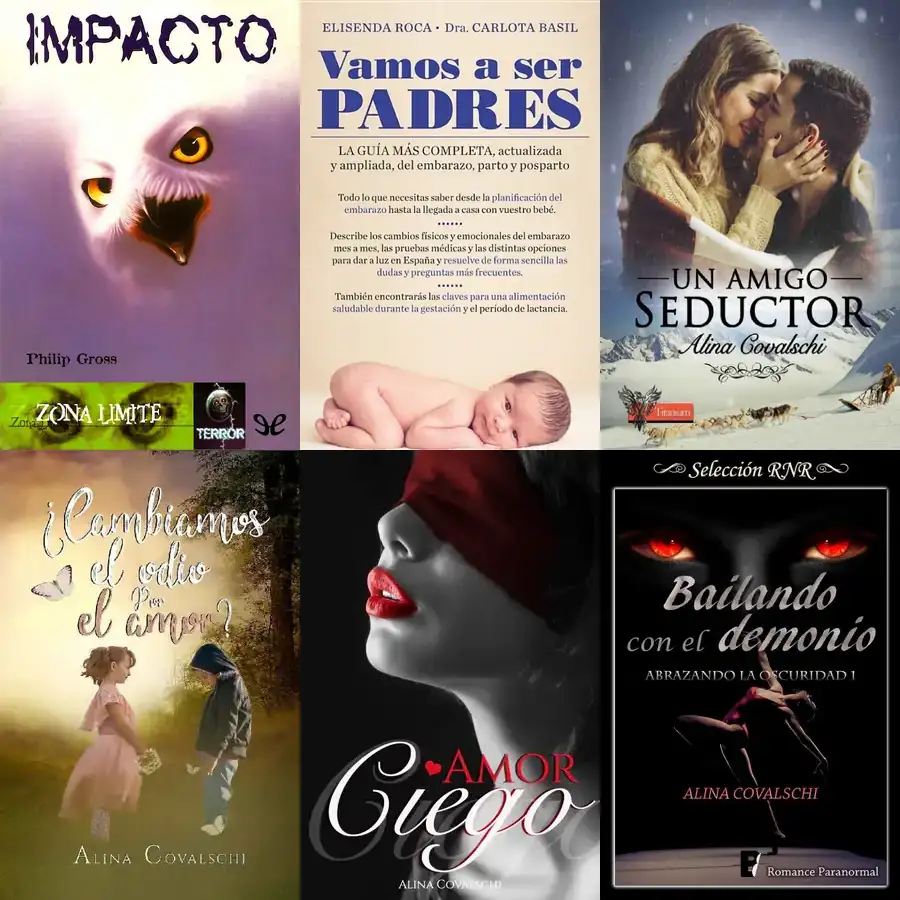 IMPACTO
Philip Gross
ZONA LIMITE
TERROR
ELISENDA ROCA · Dra. CARLOTA BASIL
Vamos a ser
PADRES
LA GUÍA MÁS COMPLETA, actualizada
y ampliada, del embarazo, parto y posparto
Todo lo que necesitas saber desde la planificación del
embarazo hasta la llegada a casa con vuestro bebé.
Describe los cambios físicos y emocionales del embarazo
mes a mes, las pruebas médicas y las distintas opciones
para dar a luz en España y resuelve de forma sencilla las
dudas y preguntas más frecuentes.
También encontrarás las claves para una alimentación
saludable durante la gestación y el período de lactancia.
UN AMIGO
SEDUCTOR
Alina Covalschi
Titanium
¿Cambiamos
el odio
por
el amor?
ALINA COVALSCHI
AMOR
Ciego
ALINA COVALSCHI
Selección RNR
Bailando
con el demonio
ABRAZANDO LA OSCURIDAD 1
ALINA COVALSCHI
Romance Paranormal